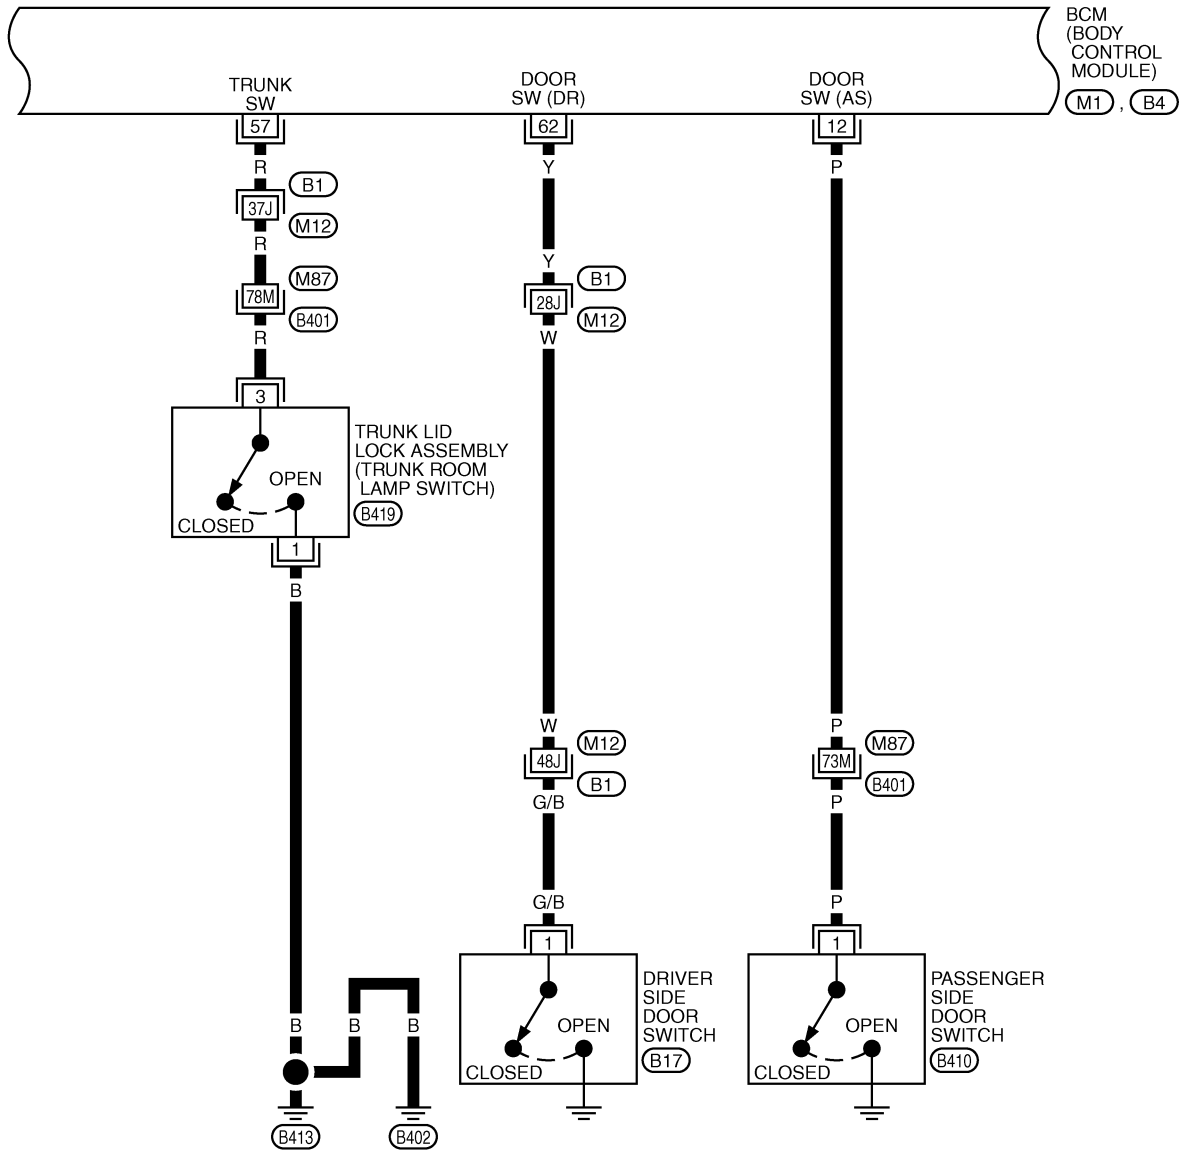 BCM
(BODY
CONTROL
MODULE)
M1 , B4
TRUNK
SW
DOOR
SW (DR)
DOOR
SW (AS)
57
62
12
R
Y
P
B1
37J
M12
R
Y
M87
78M
B401
B1
28J
M12
R
W
3
TRUNK LID
LOCK ASSEMBLY
(TRUNK ROOM
LAMP SWITCH)
B419
OPEN
CLOSED
1
B
W
P
M12
48J
B1
M87
73M
B401
G/B
P
G/B
P
1
1
DRIVER
SIDE
DOOR
SWITCH
B17
OPEN
CLOSED
PASSENGER
SIDE
DOOR
SWITCH
B410
OPEN
CLOSED
B
B
B
B413
B402